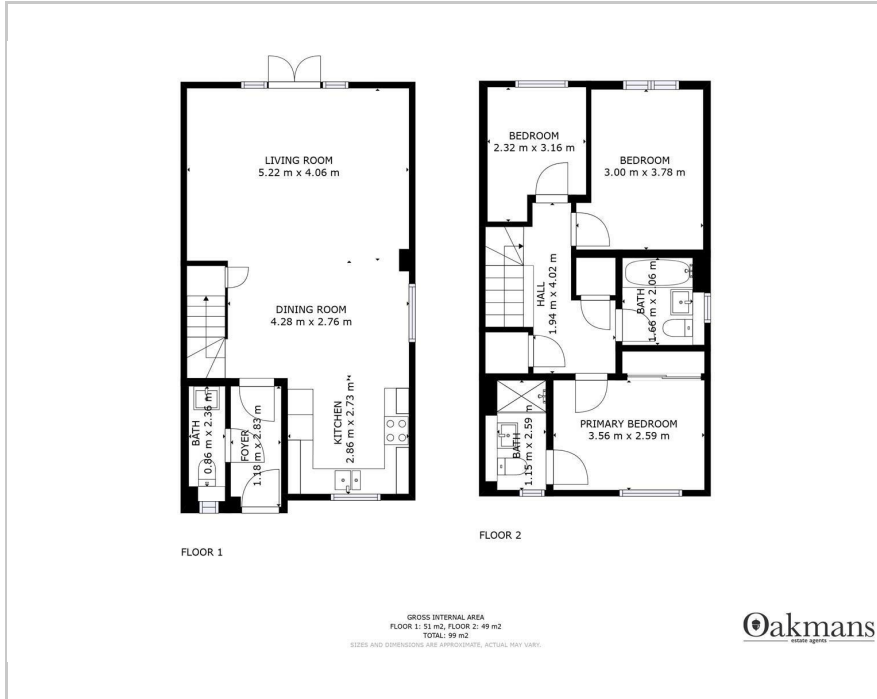 LIVING ROOM
5.22 m x 4.06 m
DINING ROOM
4.28 m x 2.76 m
BATH
0.86 m x 2.36 m
FOYER
1.18 m x 2.83 m
KITCHEN
2.86 m x 2.73 m
FLOOR 1
BEDROOM
2.32 m x 3.16 m
BEDROOM
3.00 m x 3.78 m
HALL
1.94 m x 4.02 m
BATH
1.66 m x 2.06 m
PRIMARY BEDROOM
3.56 m x 2.59 m
BATH
1.15 m x 2.59 m
FLOOR 2
GROSS INTERNAL AREA
FLOOR 1: 51 m2, FLOOR 2: 49 m2
TOTAL: 99 m2
SIZES AND DIMENSIONS ARE APPROXIMATE, ACTUAL MAY VARY.
Oakmans
estate agents